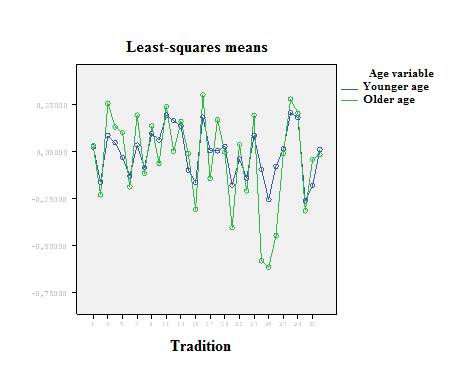 Least-squares means
Age variable
Younger age
Older age
0,25000
0,00000
-0,25000
-0,50000
-0,75000
1 3 5 7 9 11 13 15 17 19 21 23 25 27 29 31
Tradition